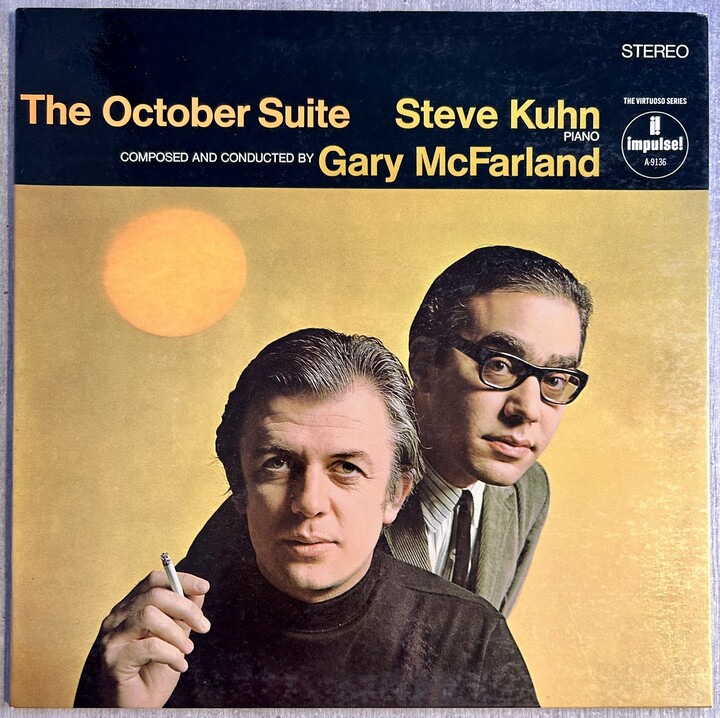 STEREO
The October Suite Steve Kuhn
PIANO
COMPOSED AND CONDUCTED BY Gary McFarland
THE VIRTUOSO SERIES
impulse!
A-9136